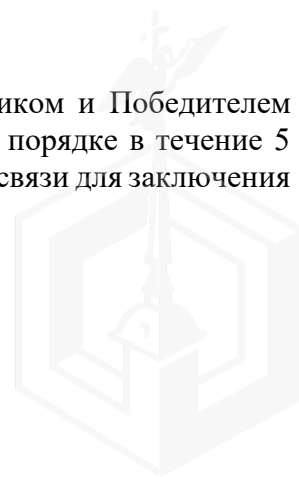 иком и Победителем
порядке в течение 5
связи для заключения